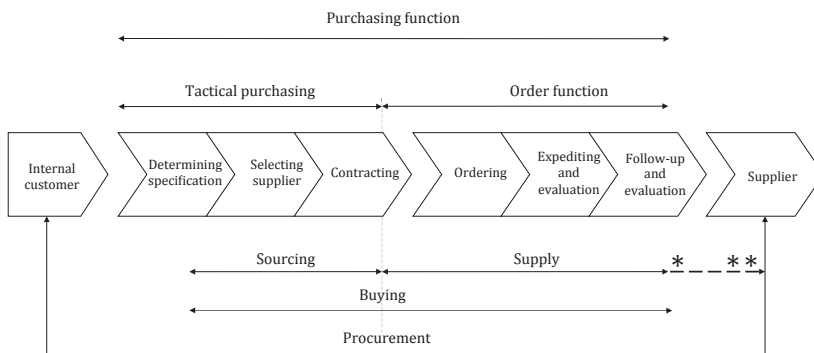 Purchasing function
Tactical purchasing
Order function
Internal
customer
Determining
specification
Selecting
supplier
Contracting
Ordering
Expediting
and
evaluation
Follow-up
and
evaluation
Supplier
Sourcing
Supply
*
**
Buying
Procurement